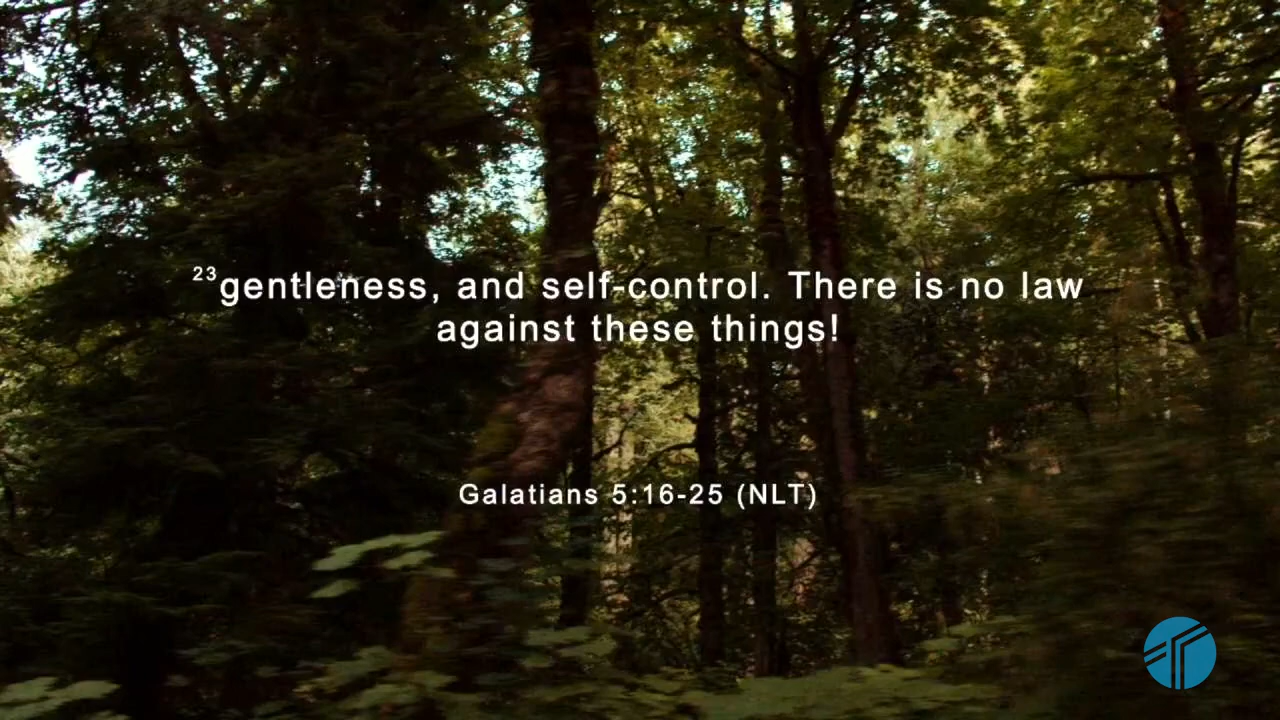 ²³gentleness, and self-control. There is no law
against these things!
Galatians 5:16-25 (NLT)